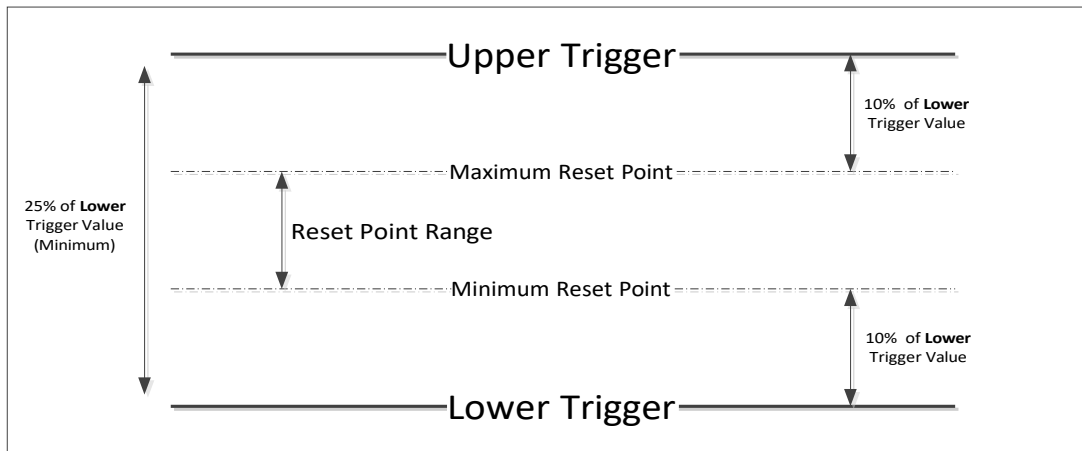 Upper Trigger
10% of Lower
Trigger Value
Maximum Reset Point
25% of Lower
Trigger Value
(Minimum)
Reset Point Range
Minimum Reset Point
10% of Lower
Trigger Value
Lower Trigger